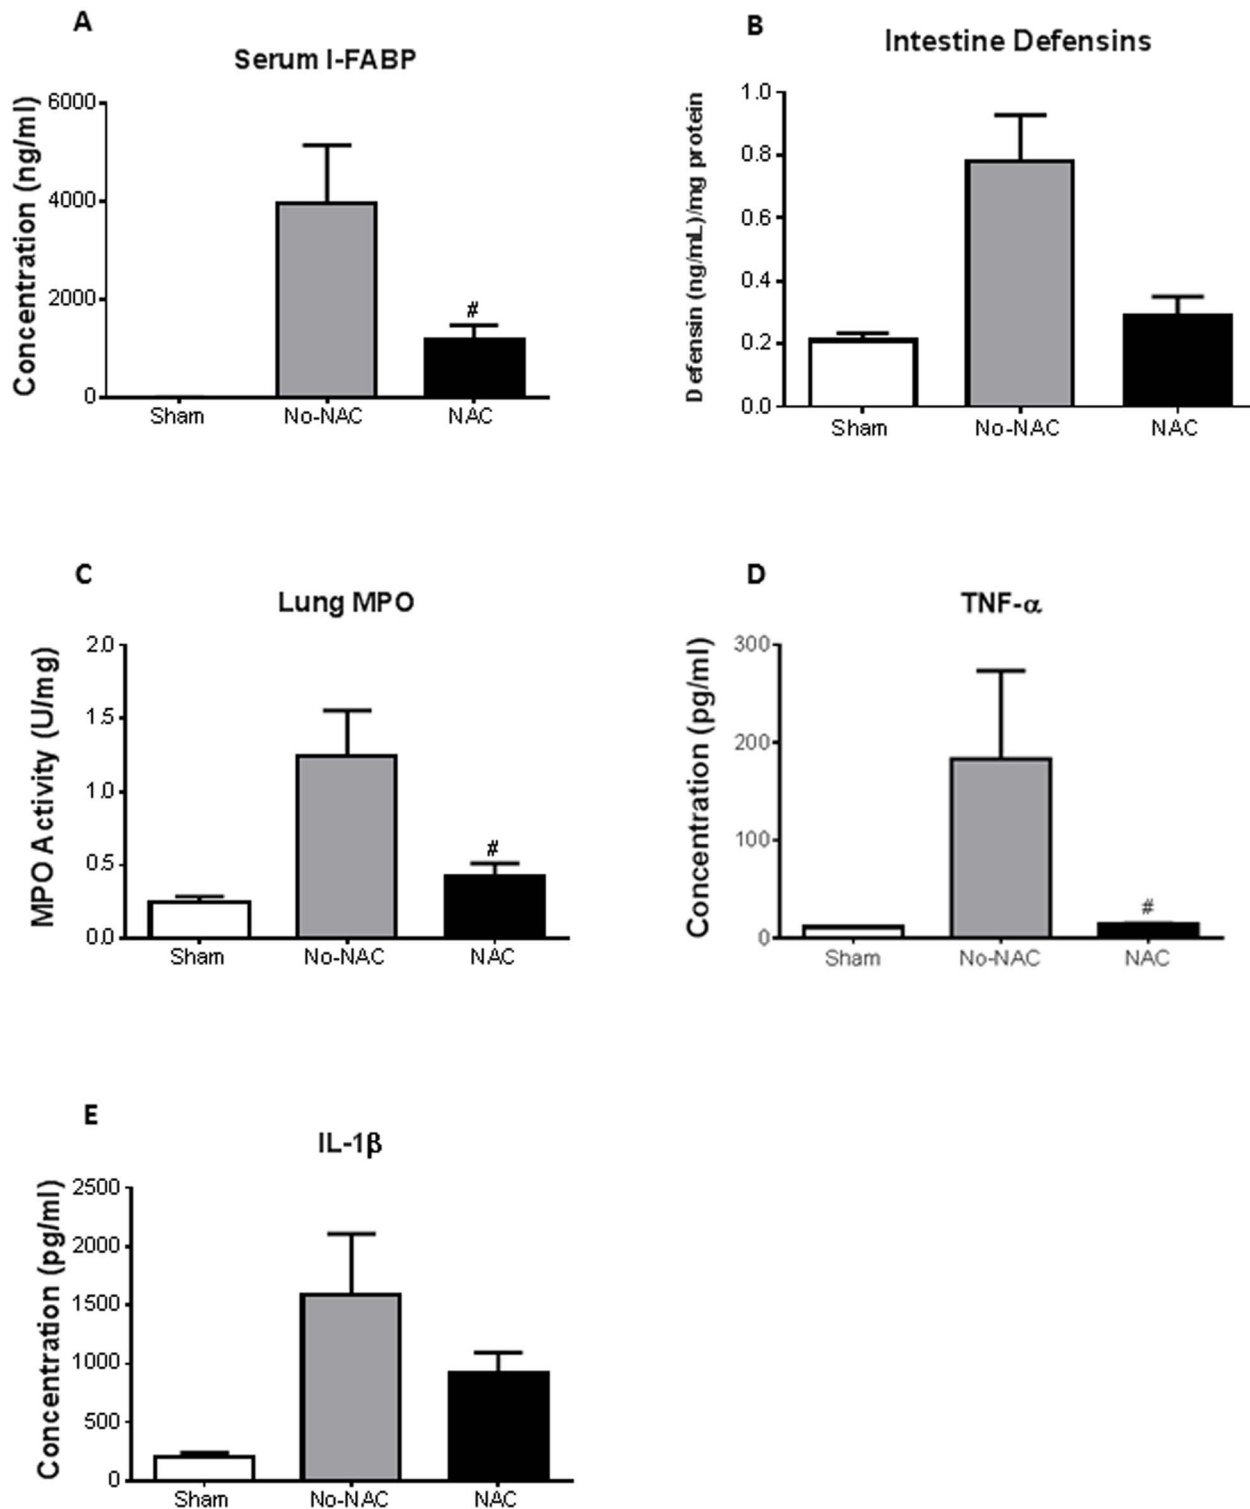 A
Serum I-FABP
Concentration (ng/ml)
6000
4000
2000
0
#
Sham No-NAC NAC
B
Intestine Defensins
Defensin (ng/mL)/mg protein
1.0
0.8
0.6
0.4
0.2
0.0
Sham No-NAC NAC
C
Lung MPO
MPO Activity (U/mg)
2.0
1.5
1.0
0.5
0.0
#
Sham No-NAC NAC
D
TNF-α
Concentration (pg/ml)
300
200
100
0
#
Sham No-NAC NAC
E
IL-1β
Concentration (pg/ml)
2500
2000
1500
1000
500
0
Sham No-NAC NAC